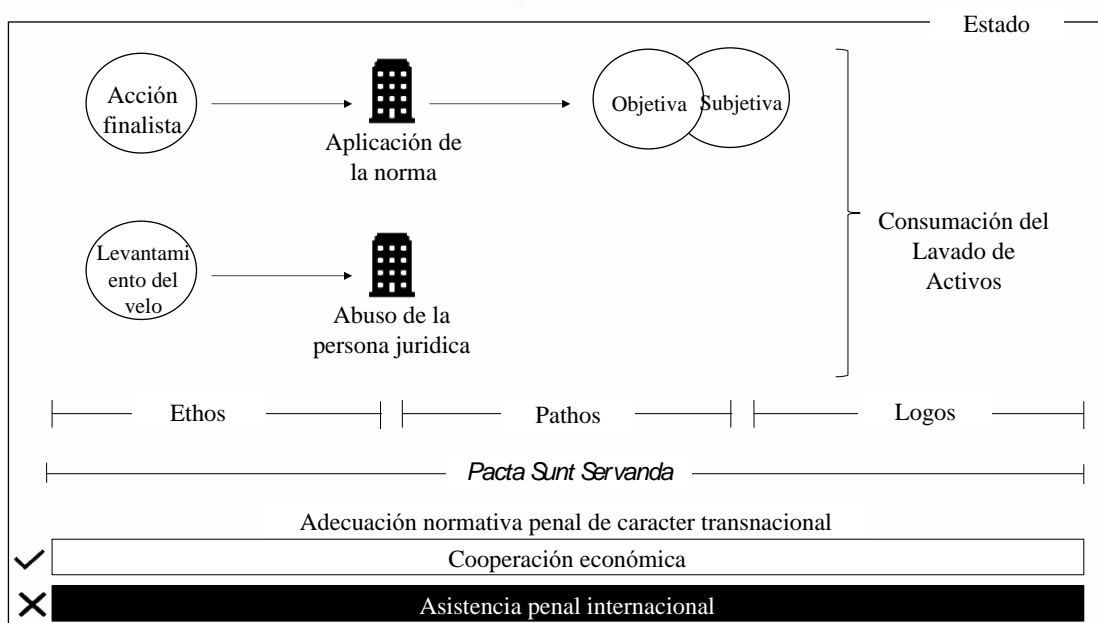 Estado
Acción
finalista
Aplicación de
la norma
Objetiva
Subjetiva
Levantami
ento del
velo
Abuso de la
persona juridica
Consumación del
Lavado de
Activos
Ethos
Pathos
Logos
Pacta Sunt Servanda
Adecuación normativa penal de caracter transnacional
Cooperación económica
Asistencia penal internacional